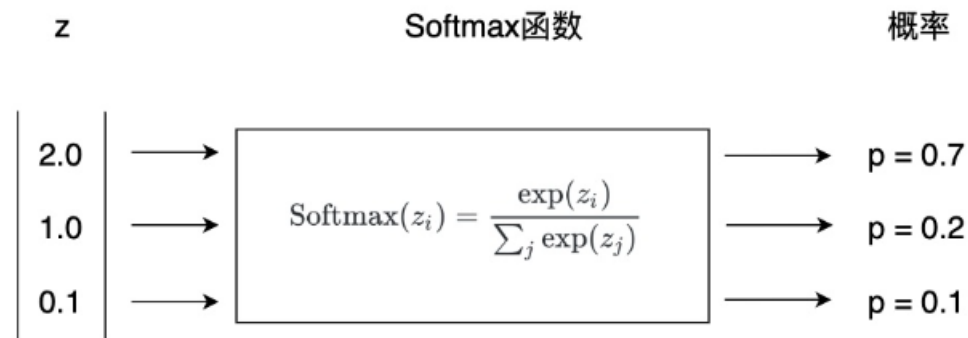 z Softmax函数 概率
2.0 p = 0.7
Softmax(z_i) = exp(z_i) / ∑_j exp(z_j)
1.0 p = 0.2
0.1 p = 0.1